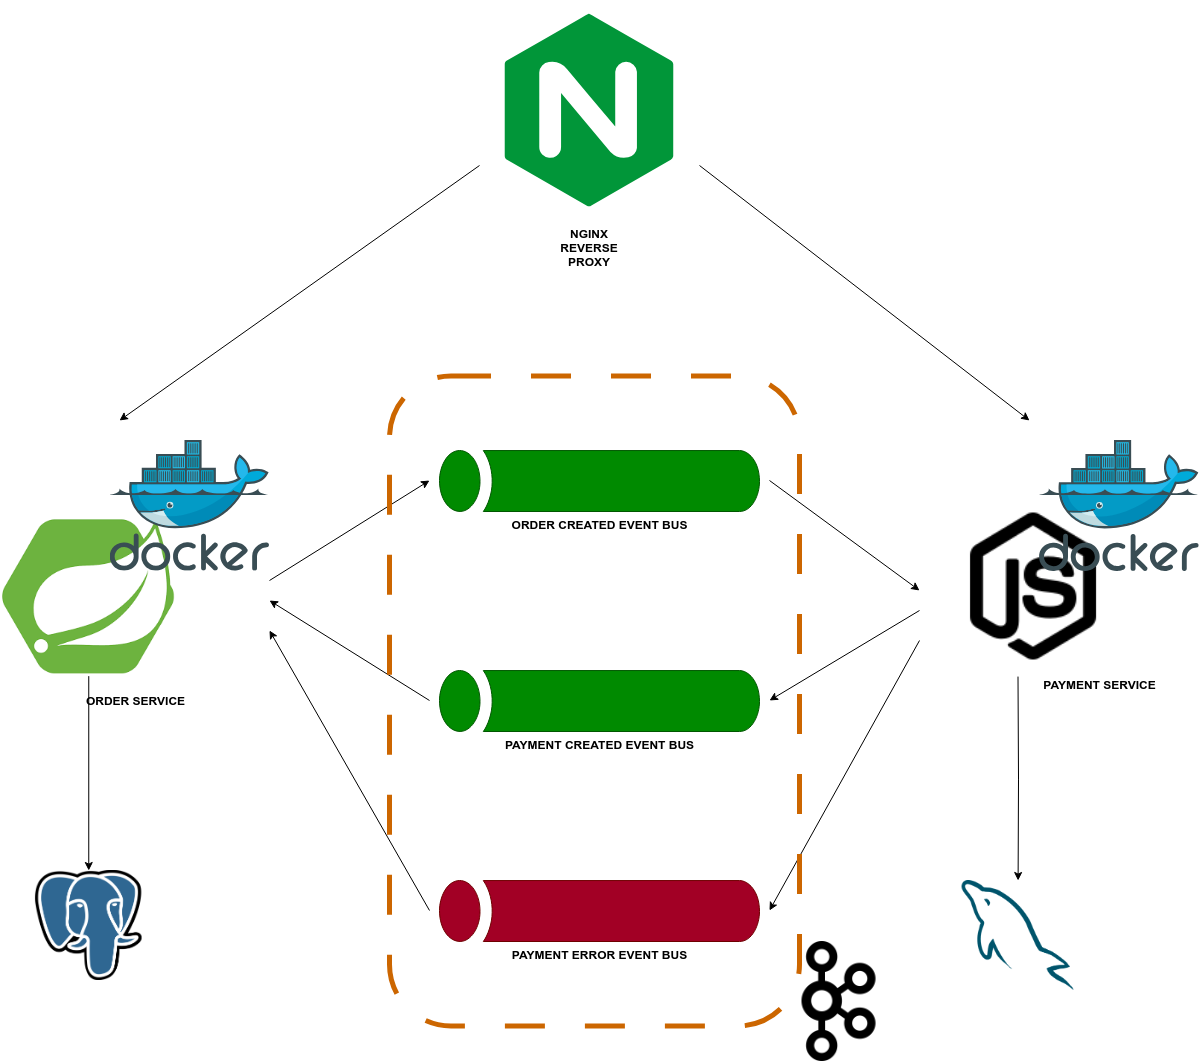 N
NGINX
REVERSE
PROXY
docker
docker
JS
ORDER CREATED EVENT BUS
ORDER SERVICE
PAYMENT SERVICE
PAYMENT CREATED EVENT BUS
PAYMENT ERROR EVENT BUS